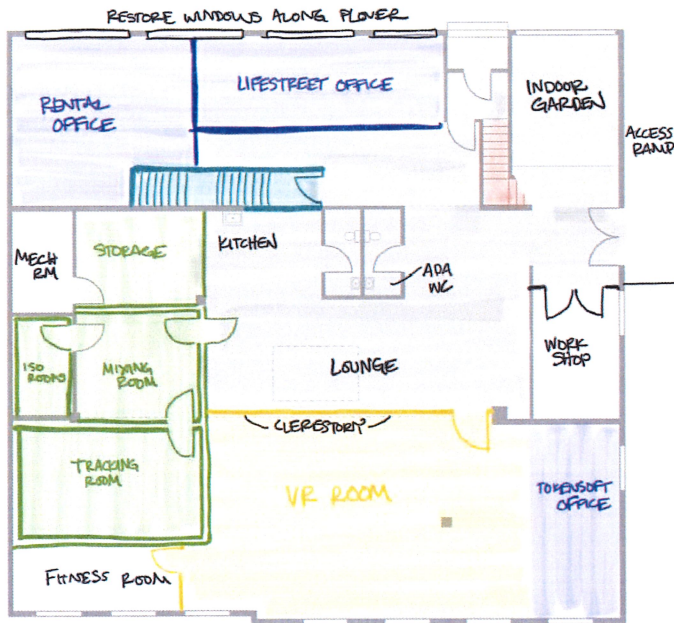 RESTORE WINDOWS ALONG PLOVER
RENTAL
OFFICE
LIFESTREET OFFICE
INDOOR
GARDEN
ACCESS
RAMP
MECH
RM
STORAGE
KITCHEN
ADA
WC
ISO
ROOMS
MIXING
ROOM
LOUNGE
WORK
SHOP
CLERESTORY
TRACKING
ROOM
VR ROOM
TOKENSOFT
OFFICE
FITNESS ROOM